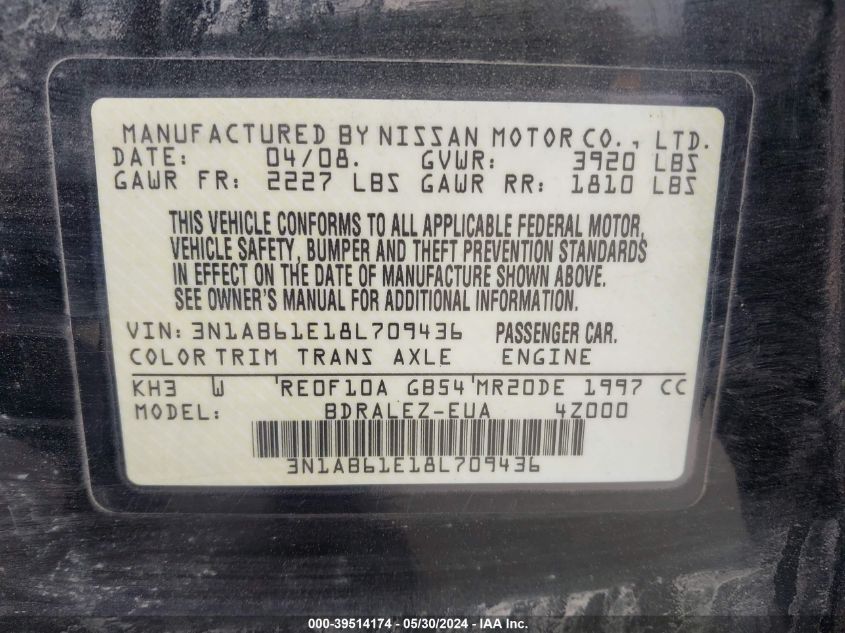 MANUFACTURED BY NISSAN MOTOR CO., LTD.
DATE: 04/08. GVWR: 3920 LBS
GAWR FR: 2227 LBS GAWR RR: 1810 LBS
THIS VEHICLE CONFORMS TO ALL APPLICABLE FEDERAL MOTOR,
VEHICLE SAFETY, BUMPER AND THEFT PREVENTION STANDARDS
IN EFFECT ON THE DATE OF MANUFACTURE SHOWN ABOVE.
SEE OWNER'S MANUAL FOR ADDITIONAL INFORMATION.
VIN: 3N1AB61E18L709436 PASSENGER CAR.
COLOR TRIM TRANS AXLE ENGINE
KH3 W RE0F10A GB54 MR20DE 1997 CC
MODEL: BDRALEZ-EUA 4Z000
3N1AB61E18L709436
000-39514174 - 05/30/2024 - IAA Inc.